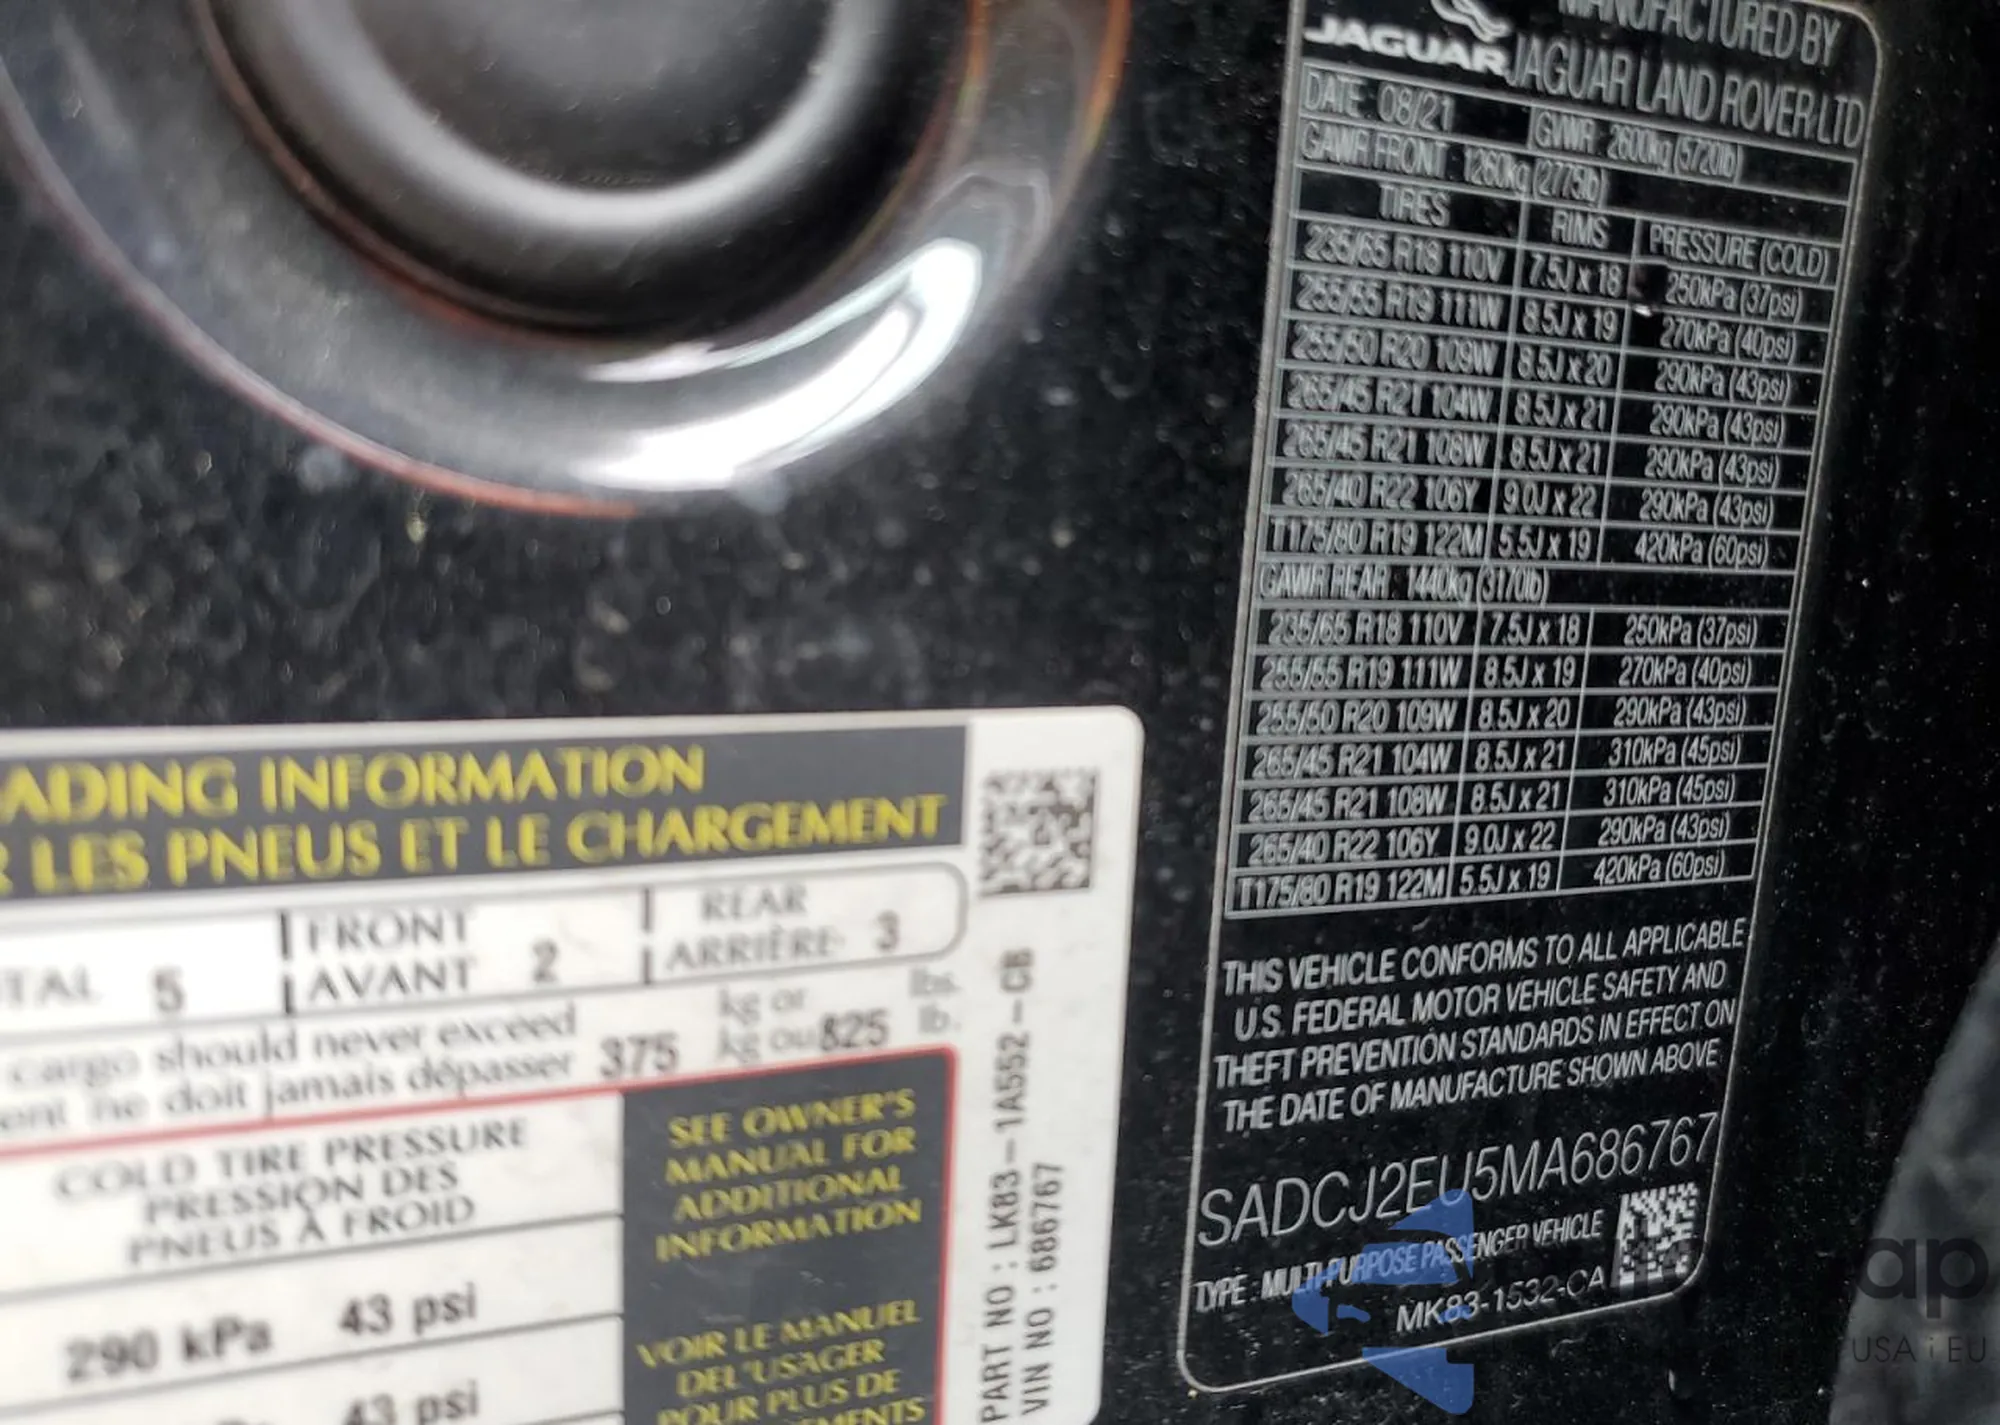 MANUFACTURED BY
JAGUAR JAGUAR LAND ROVER LTD
DATE : 08/21 GVWR : 2600kg (5720lb)
GAWR FRONT : 1260kg (2775lb)
TIRES RIMS PRESSURE (COLD)
235/65 R18 110V 7.5J x 18 250kPa (37psi)
255/55 R19 111W 8.5J x 19 270kPa (40psi)
255/50 R20 109W 8.5J x 20 290kPa (43psi)
265/45 R21 104W 8.5J x 21 290kPa (43psi)
265/45 R21 108W 8.5J x 21 290kPa (43psi)
265/40 R22 106Y 9.0J x 22 290kPa (43psi)
T175/80 R19 122M 5.5J x 19 420kPa (60psi)
GAWR REAR : 1440kg (3170lb)
235/65 R18 110V 7.5J x 18 250kPa (37psi)
255/55 R19 111W 8.5J x 19 270kPa (40psi)
255/50 R20 109W 8.5J x 20 290kPa (43psi)
265/45 R21 104W 8.5J x 21 310kPa (45psi)
265/45 R21 108W 8.5J x 21 310kPa (45psi)
265/40 R22 106Y 9.0J x 22 290kPa (43psi)
T175/80 R19 122M 5.5J x 19 420kPa (60psi)
THIS VEHICLE CONFORMS TO ALL APPLICABLE
U.S. FEDERAL MOTOR VEHICLE SAFETY AND
THEFT PREVENTION STANDARDS IN EFFECT ON
THE DATE OF MANUFACTURE SHOWN ABOVE
SADCJ2EU5MA686767
TYPE : MULTI-PURPOSE PASSENGER VEHICLE
MK83-1532-CA
ADING INFORMATION
R LES PNEUS ET LE CHARGEMENT
TAL 5 FRONT AVANT 2 REAR ARRIÈRE 3
cargo should never exceed 375 kg or 825 lbs.
ent ne doit jamais dépasser kg ou lb.
COLD TIRE PRESSURE
PRESSION DES
PNEUS À FROID
290 kPa 43 psi
43 psi
SEE OWNER'S
MANUAL FOR
ADDITIONAL
INFORMATION
VOIR LE MANUEL
DE L'USAGER
POUR PLUS DE
EMENTS
PART NO : LK83-1A552-CB
VIN NO : 686767
ap
USA i EU